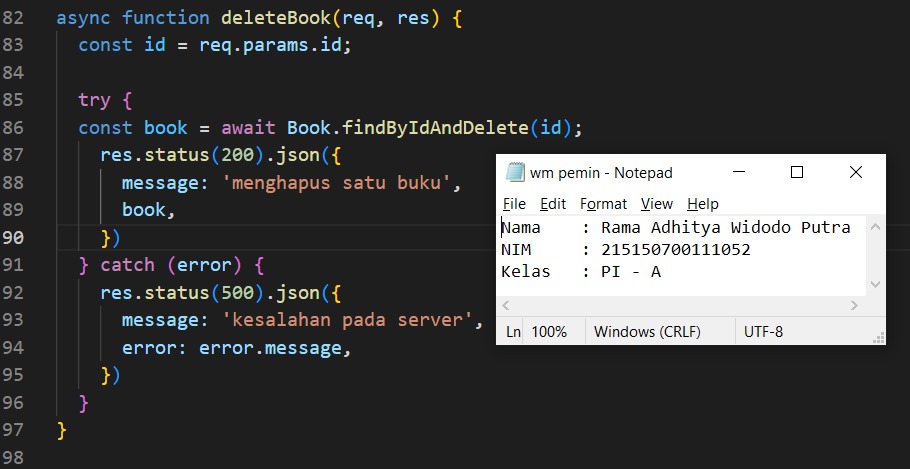 82 async function deleteBook(req, res) {
83 const id = req.params.id;
84
85 try {
86 const book = await Book.findByIdAndDelete(id);
87 res.status(200).json({
88 message: 'menghapus satu buku',
89 book,
90 })
91 } catch (error) {
92 res.status(500).json({
93 message: 'kesalahan pada server',
94 error: error.message,
95 })
96 }
97 }
98
wm pemin - Notepad
File Edit Format View Help
Nama : Rama Adhitya Widodo Putra
NIM : 215150700111052
Kelas : PI - A
Ln 100% Windows (CRLF) UTF-8